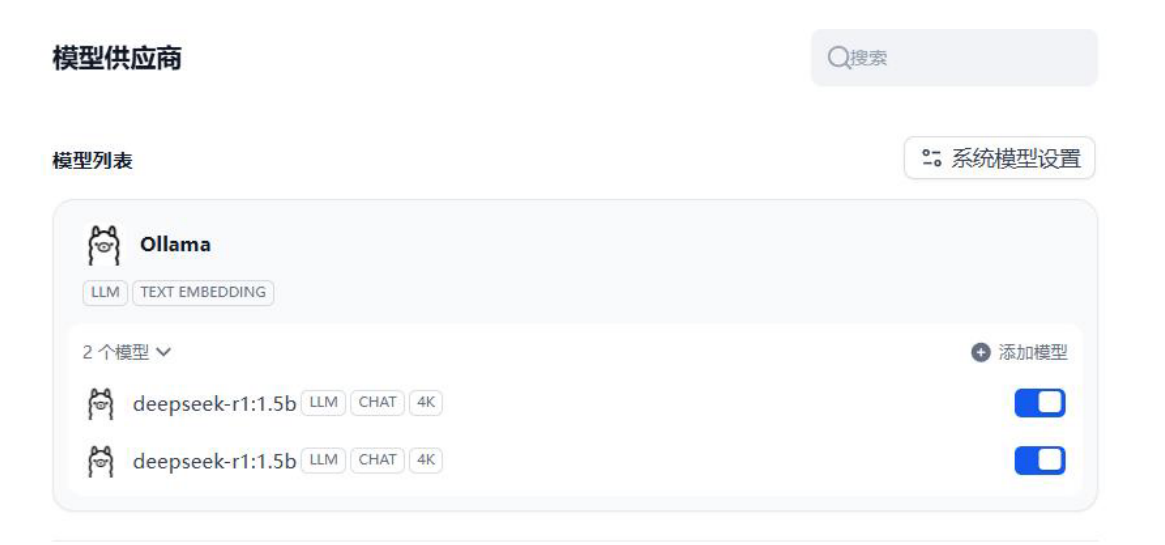 模型供应商
搜索
模型列表
系统模型设置
Ollama
LLM TEXT EMBEDDING
2 个模型 添加模型
deepseek-r1:1.5b LLM CHAT 4K
deepseek-r1:1.5b LLM CHAT 4K